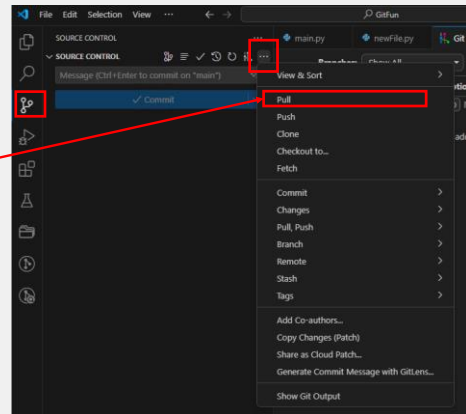 File Edit Selection View ... GitFun
SOURCE CONTROL ...
main.py newFile.py Git
SOURCE CONTROL ...
Message (Ctrl+Enter to commit on "main")
Commit
View & Sort
Pull
Push
Clone
Checkout to...
Fetch
Commit
Changes
Pull, Push
Branch
Remote
Stash
Tags
Add Co-authors...
Copy Changes (Patch)
Share as Cloud Patch...
Generate Commit Message with GitLens...
Show Git Output